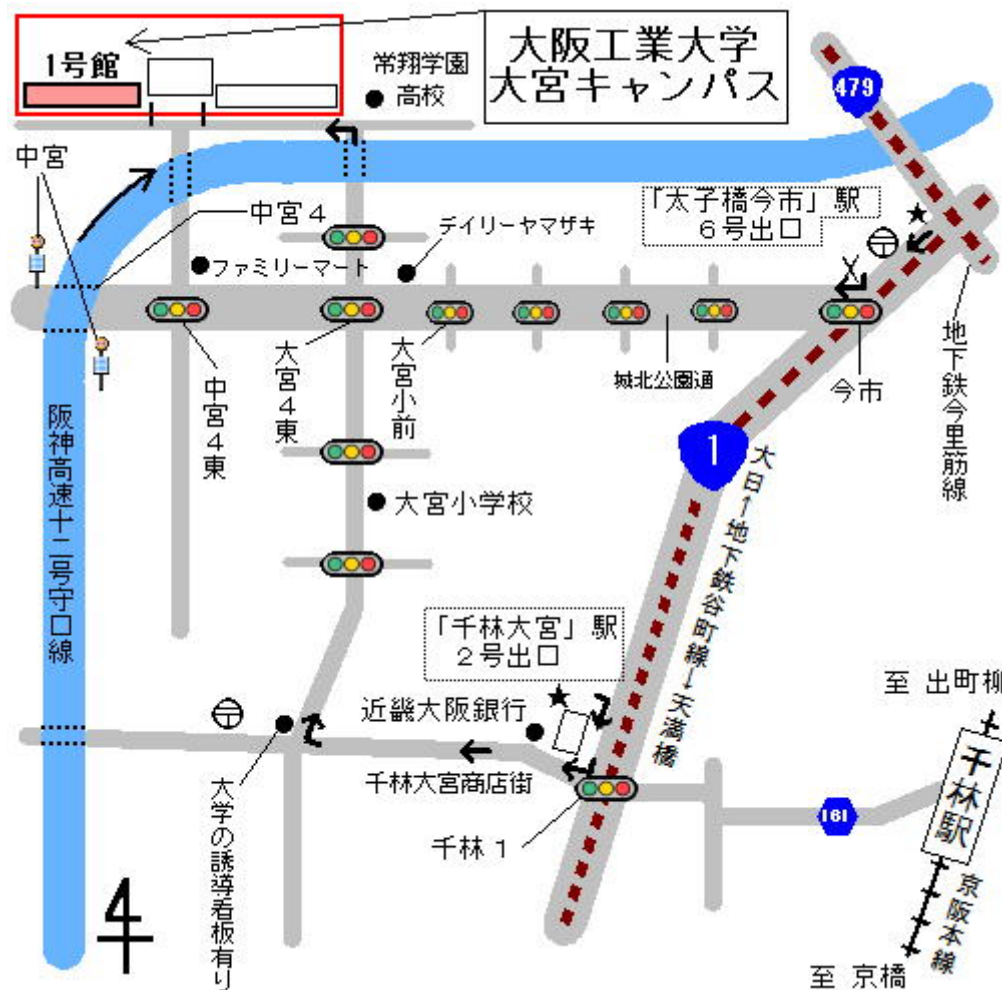 1号館
大阪工業大学
大宮キャンパス
常翔学園
高校
479
中宮
中宮4
デイリーヤマザキ
「太子橋今市」駅
6号出口
ファミリーマート
中宮4東
大宮4東
大宮小前
城北公園通
今市
地下鉄今里筋線
阪神高速十二号守口線
1
大日←地下鉄谷町線→天満橋
大宮小学校
「千林大宮」駅
2号出口
近畿大阪銀行
千林大宮商店街
千林1
大学の誘導看板有り
161
至 出町柳
千林駅
京阪本線
至 京橋